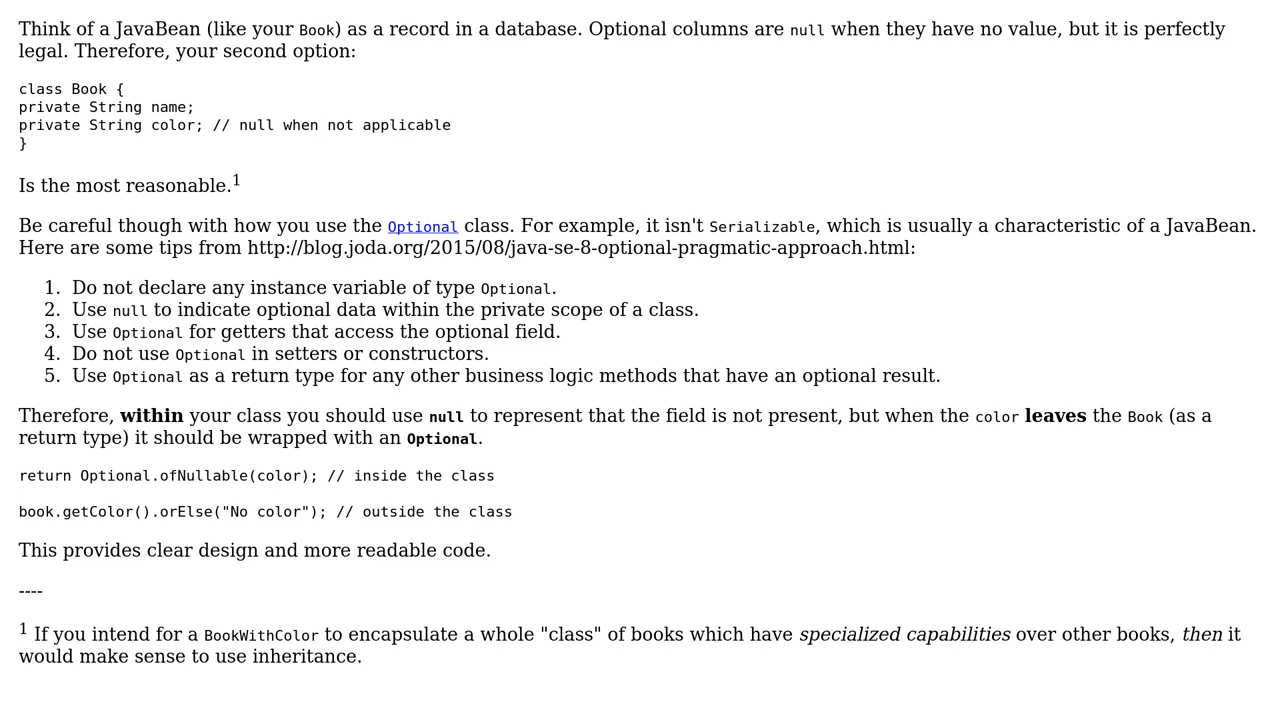 Think of a JavaBean (like your Book) as a record in a database. Optional columns are null when they have no value, but it is perfectly
legal. Therefore, your second option:
class Book {
private String name;
private String color; // null when not applicable
}
Is the most reasonable.1
Be careful though with how you use the Optional class. For example, it isn't Serializable, which is usually a characteristic of a JavaBean.
Here are some tips from http://blog.joda.org/2015/08/java-se-8-optional-pragmatic-approach.html:
1. Do not declare any instance variable of type Optional.
2. Use null to indicate optional data within the private scope of a class.
3. Use Optional for getters that access the optional field.
4. Do not use Optional in setters or constructors.
5. Use Optional as a return type for any other business logic methods that have an optional result.
Therefore, within your class you should use null to represent that the field is not present, but when the color leaves the Book (as a
return type) it should be wrapped with an Optional.
return Optional.ofNullable(color); // inside the class
book.getColor().orElse("No color"); // outside the class
This provides clear design and more readable code.
----
1 If you intend for a BookWithColor to encapsulate a whole "class" of books which have specialized capabilities over other books, then it
would make sense to use inheritance.